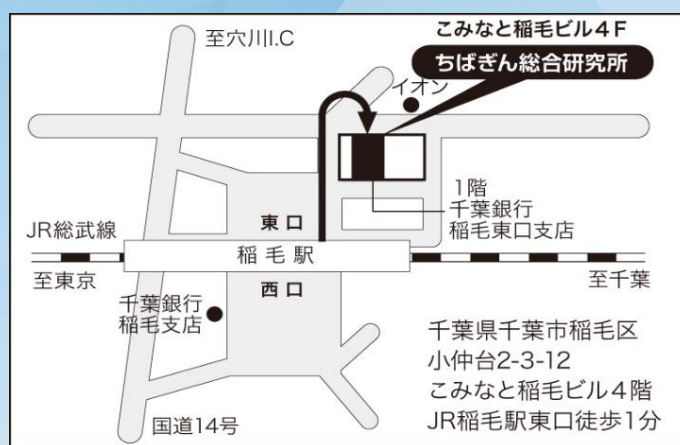 至穴川I.C
こみなと稲毛ビル4F
ちばぎん総合研究所
イオン
1階
千葉銀行
稲毛東口支店
東口
JR総武線
稲毛駅
至東京
至千葉
西口
千葉銀行
稲毛支店
国道14号
千葉県千葉市稲毛区
小仲台2-3-12
こみなと稲毛ビル4階
JR稲毛駅東口徒歩1分